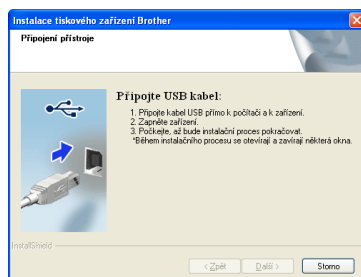 Instalace tiskového zařízení Brother
Připojení přístroje
Připojte USB kabel:
1. Připojte kabel USB přímo k počítači a k zařízení.
2. Zapněte zařízení.
3. Počkejte, až bude instalační proces pokračovat.
*Během instalačního procesu se otevírají a zavírají některá okna.
InstallShield
< Zpět Další > Storno